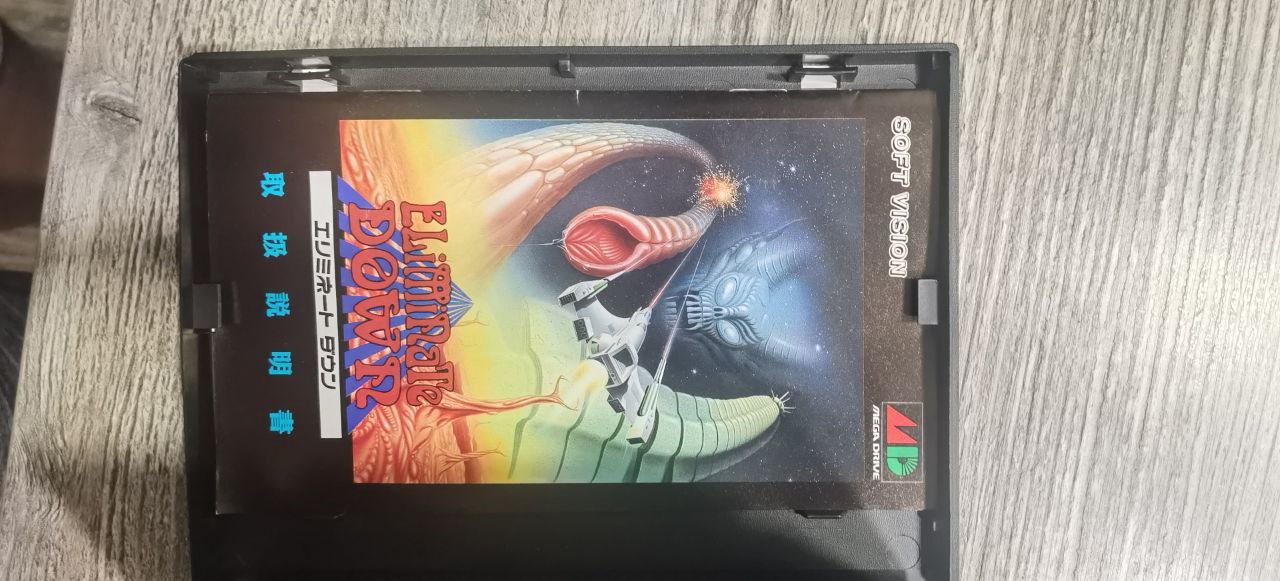 SOFT VISION
MEGA DRIVE
ELIMINATE
DOWN
エリミネート ダウン
取扱説明書